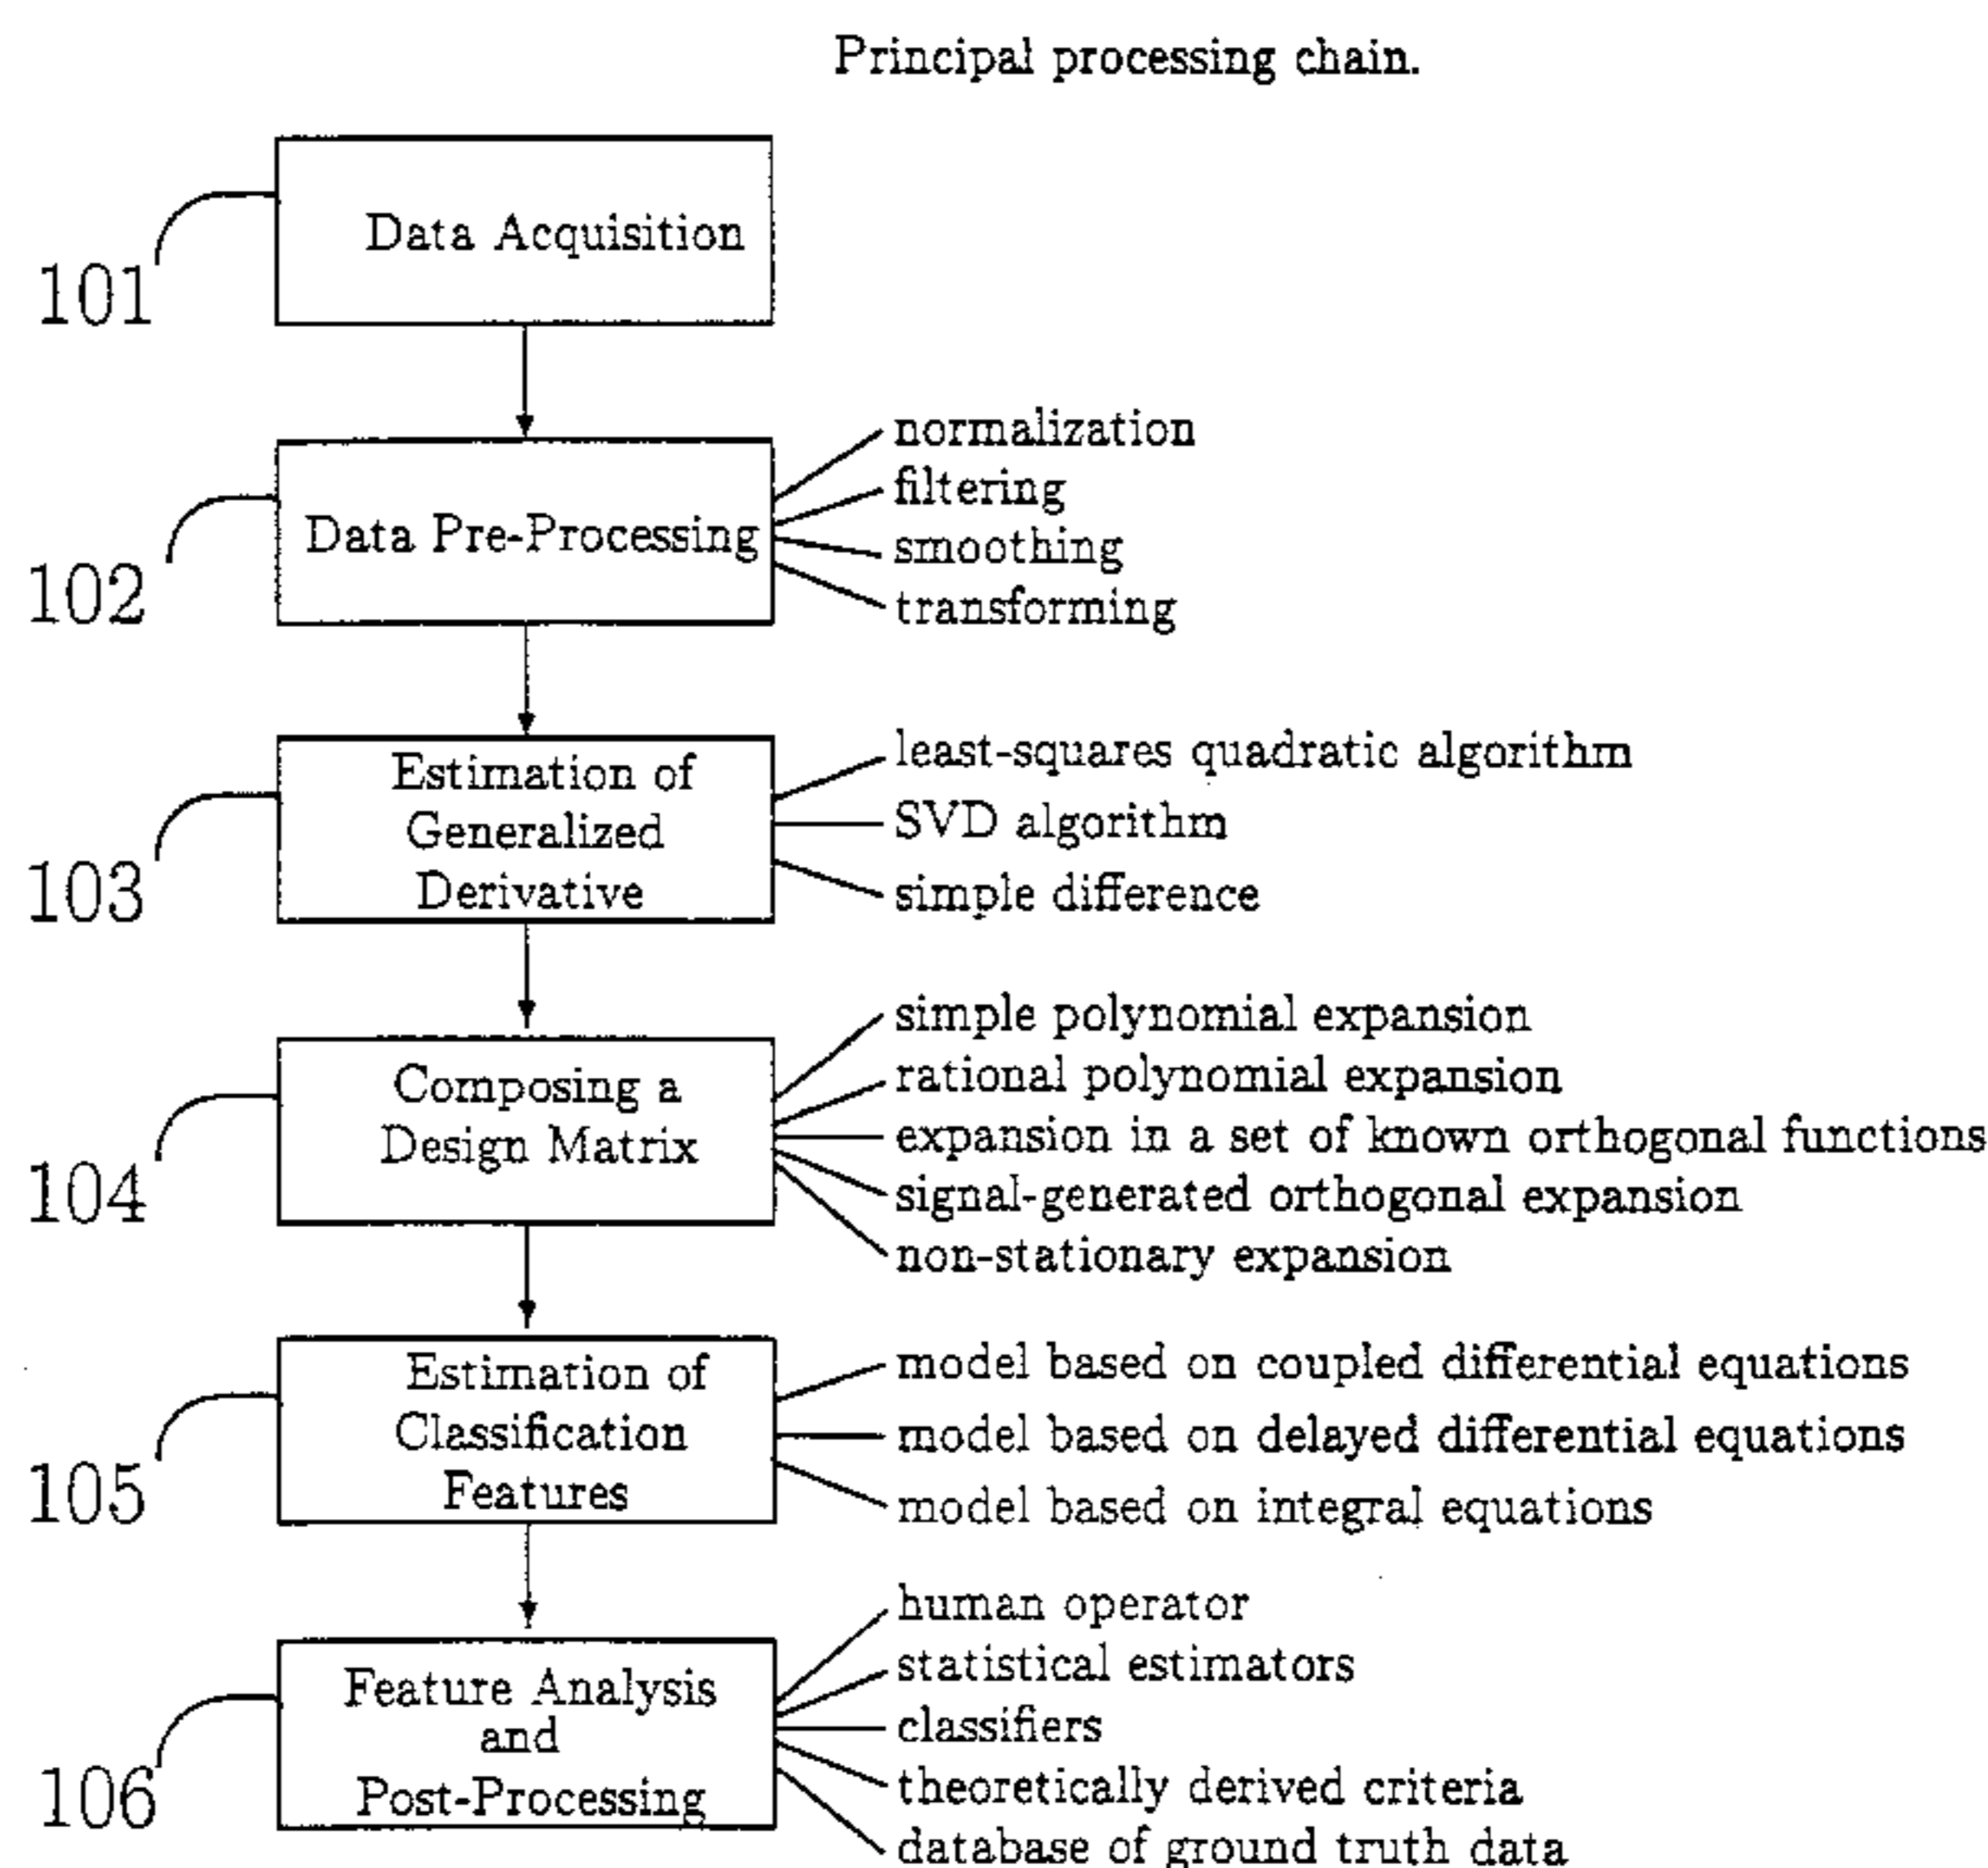 Principal processing chain.
101
Data Acquisition
102
Data Pre-Processing
normalization
filtering
smoothing
transforming
103
Estimation of
Generalized
Derivative
least-squares quadratic algorithm
SVD algorithm
simple difference
104
Composing a
Design Matrix
simple polynomial expansion
rational polynomial expansion
expansion in a set of known orthogonal functions
signal-generated orthogonal expansion
non-stationary expansion
105
Estimation of
Classification
Features
model based on coupled differential equations
model based on delayed differential equations
model based on integral equations
106
Feature Analysis
and
Post-Processing
human operator
statistical estimators
classifiers
theoretically derived criteria
database of ground truth data